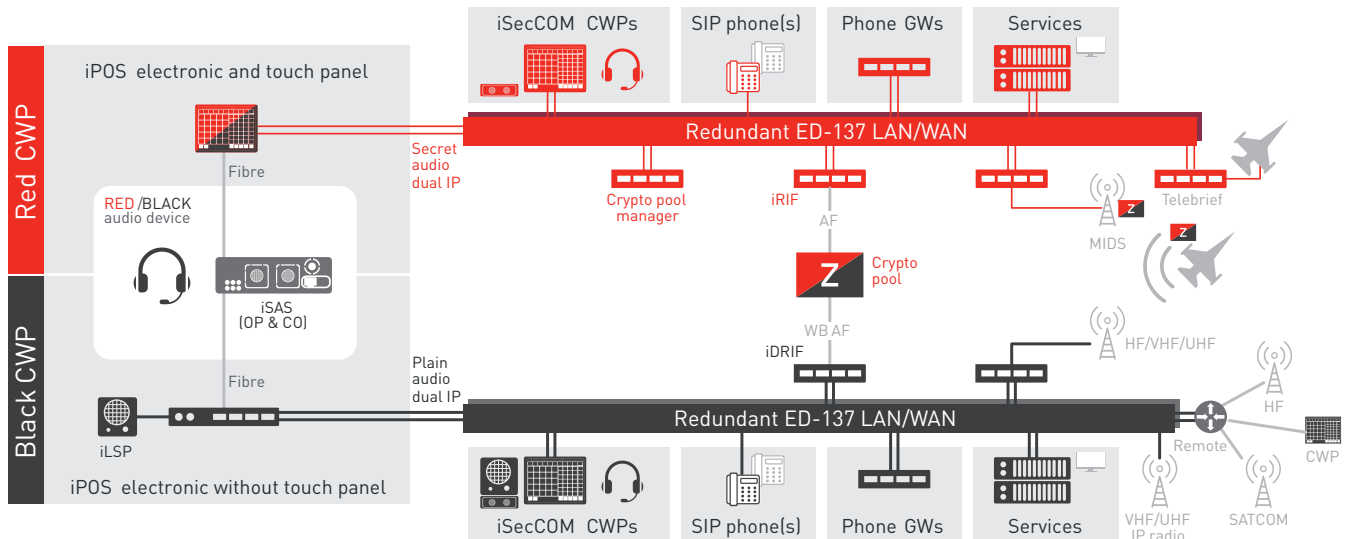 iSecCOM CWPs
SIP phone(s)
Phone GWs
Services
Red CWP
iPOS electronic and touch panel
Redundant ED-137 LAN/WAN
Secret
audio
dual IP
Fibre
RED/BLACK
audio device
iSAS
(OP & CO)
Crypto pool
manager
iRIF
AF
Z
Crypto
pool
WB AF
iDRIF
MIDS
Z
Telebrief
Z
HF/VHF/UHF
Black CWP
Fibre
Plain
audio
dual IP
iLSP
iPOS electronic without touch panel
Redundant ED-137 LAN/WAN
Remote
HF
CWP
VHF/UHF
IP radio
SATCOM
iSecCOM CWPs
SIP phone(s)
Phone GWs
Services